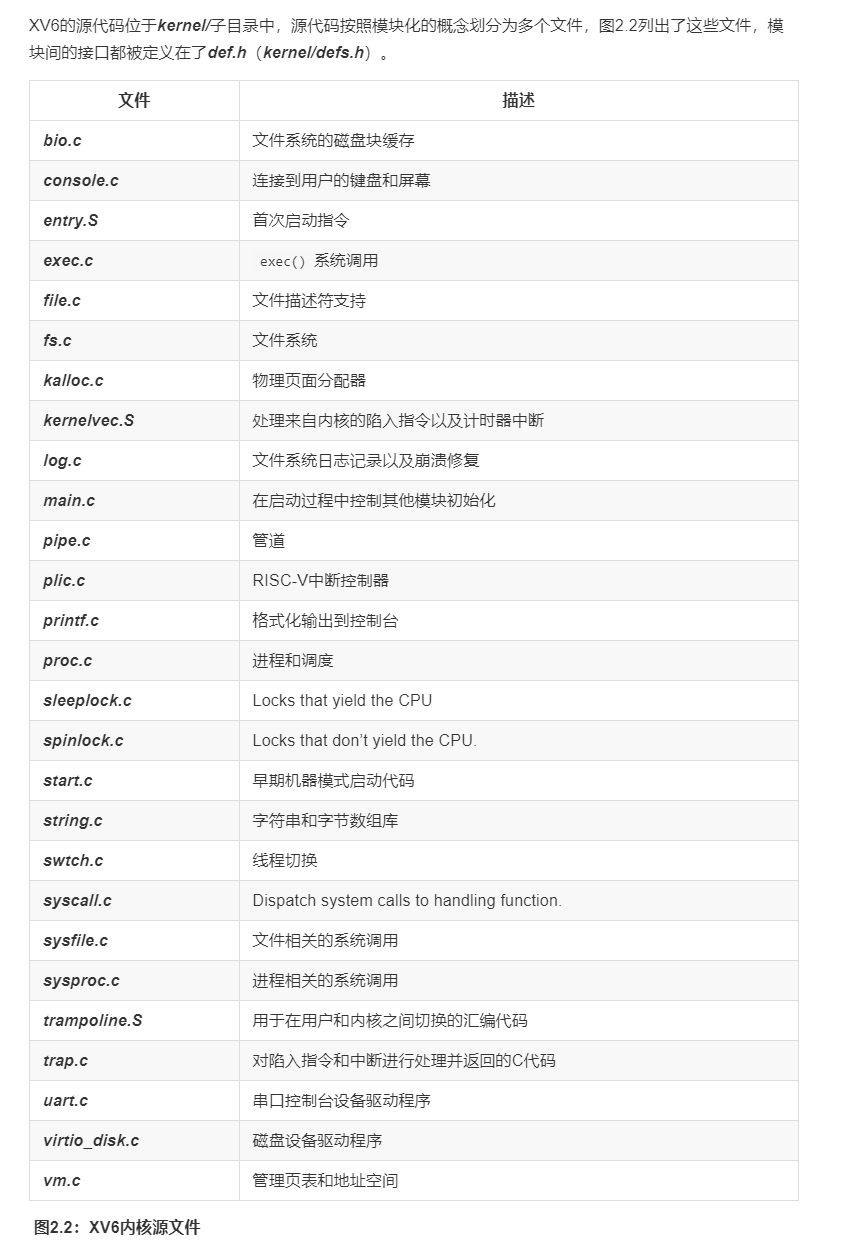 XV6的源代码位于kernel/子目录中，源代码按照模块化的概念划分为多个文件，图2.2列出了这些文件，模
块间的接口都被定义在了def.h（kernel/defs.h）。
文件 描述
bio.c 文件系统的磁盘块缓存
console.c 连接到用户的键盘和屏幕
entry.S 首次启动指令
exec.c exec() 系统调用
file.c 文件描述符支持
fs.c 文件系统
kalloc.c 物理页面分配器
kernelvec.S 处理来自内核的陷入指令以及计时器中断
log.c 文件系统日志记录以及崩溃修复
main.c 在启动过程中控制其他模块初始化
pipe.c 管道
plic.c RISC-V中断控制器
printf.c 格式化输出到控制台
proc.c 进程和调度
sleeplock.c Locks that yield the CPU
spinlock.c Locks that don’t yield the CPU.
start.c 早期机器模式启动代码
string.c 字符串和字节数组库
swtch.c 线程切换
syscall.c Dispatch system calls to handling function.
sysfile.c 文件相关的系统调用
sysproc.c 进程相关的系统调用
trampoline.S 用于在用户和内核之间切换的汇编代码
trap.c 对陷入指令和中断进行处理并返回的C代码
uart.c 串口控制台设备驱动程序
virtio_disk.c 磁盘设备驱动程序
vm.c 管理页表和地址空间
图2.2：XV6内核源文件